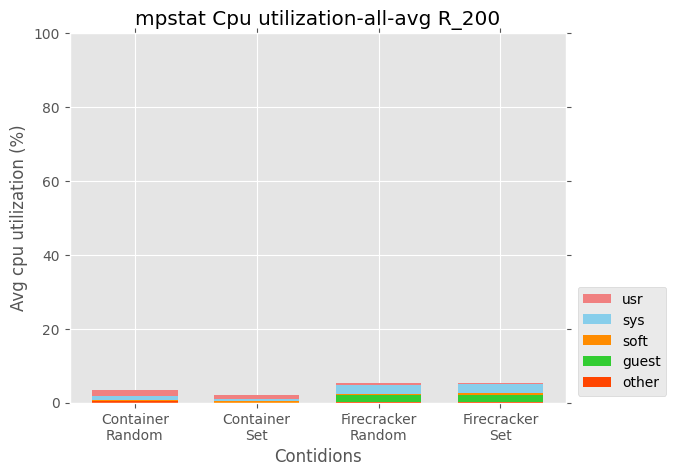 mpstat Cpu utilization-all-avg R_200
Avg cpu utilization (%)
100
80
60
40
20
0
Container
Random
Container
Set
Firecracker
Random
Firecracker
Set
Contidions
usr
sys
soft
guest
other